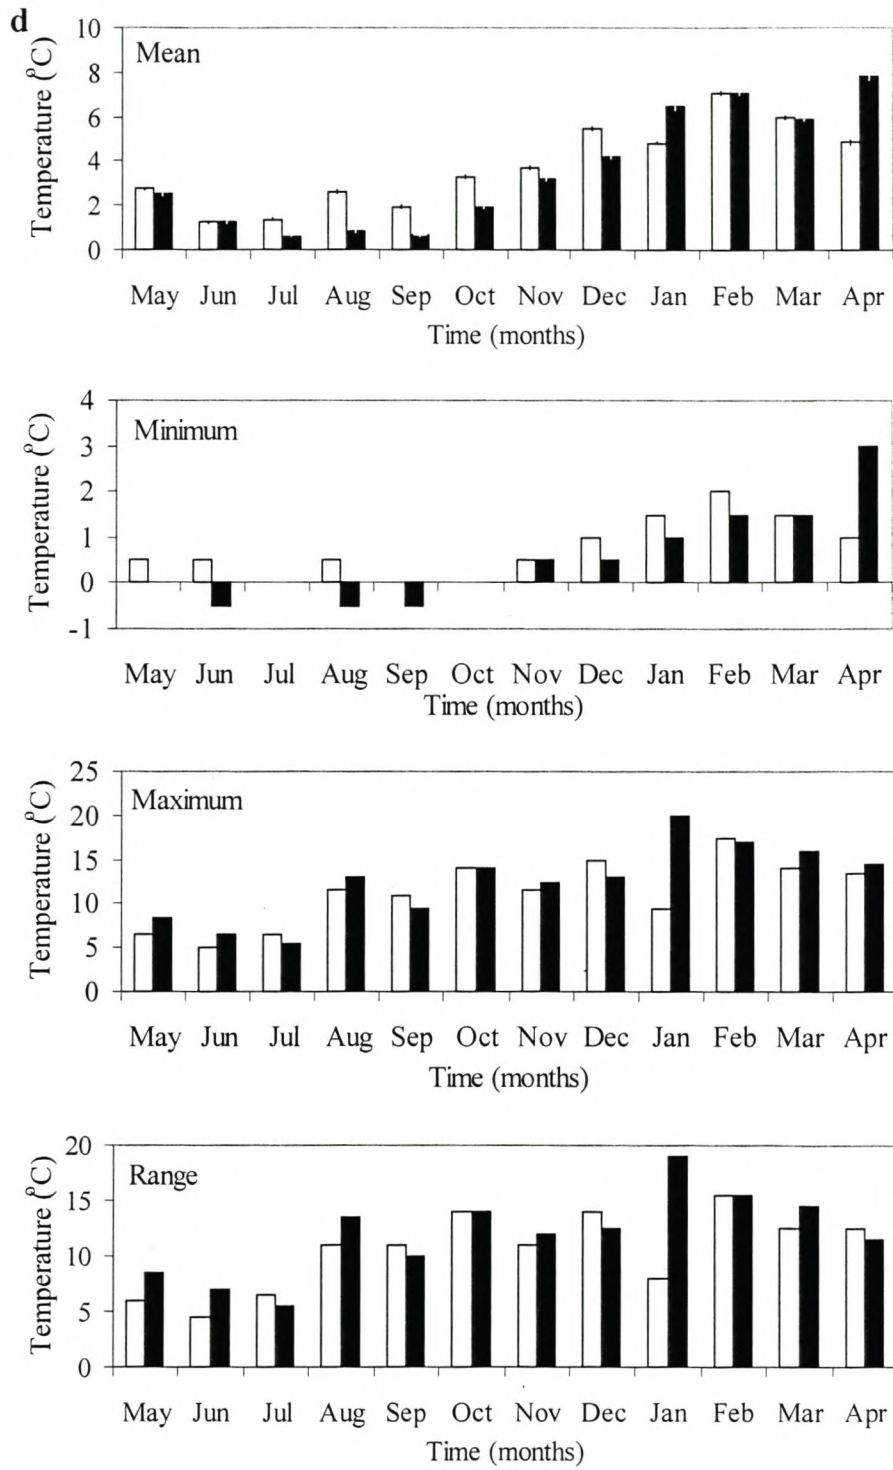 d
10
8
6
4
2
0
Temperature (°C)
Mean
May Jun Jul Aug Sep Oct Nov Dec Jan Feb Mar Apr
Time (months)
4
3
2
1
0
-1
Temperature (°C)
Minimum
May Jun Jul Aug Sep Oct Nov Dec Jan Feb Mar Apr
Time (months)
25
20
15
10
5
0
Temperature (°C)
Maximum
May Jun Jul Aug Sep Oct Nov Dec Jan Feb Mar Apr
Time (months)
20
15
10
5
0
Temperature (°C)
Range
May Jun Jul Aug Sep Oct Nov Dec Jan Feb Mar Apr
Time (months)